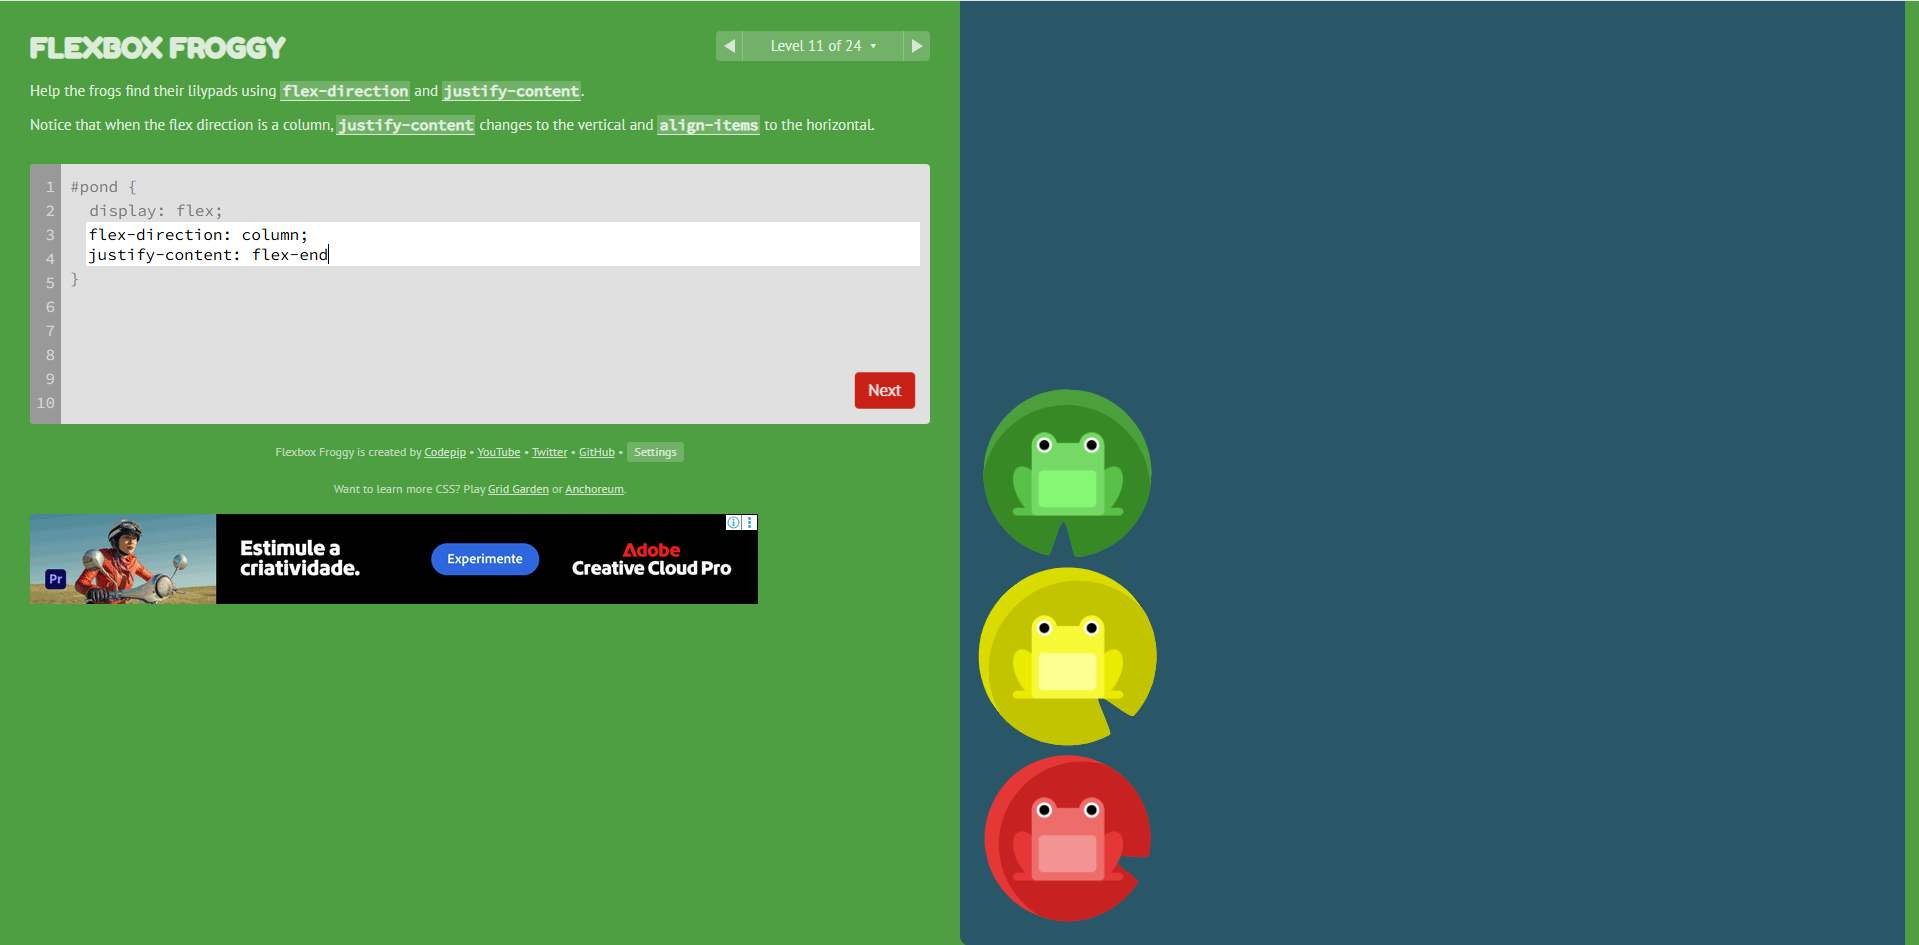 FLEXBOX FROGGY
Level 11 of 24
Help the frogs find their lilypads using flex-direction and justify-content.
Notice that when the flex direction is a column, justify-content changes to the vertical and align-items to the horizontal.
1 #pond {
2 display: flex;
3 flex-direction: column;
4 justify-content: flex-end
5 }
6
7
8
9
10
Next
Flexbox Froggy is created by Codepip • YouTube • Twitter • GitHub • Settings
Want to learn more CSS? Play Grid Garden or Anchoreum.
Pr
Estimule a
criatividade.
Experimente
Adobe
Creative Cloud Pro